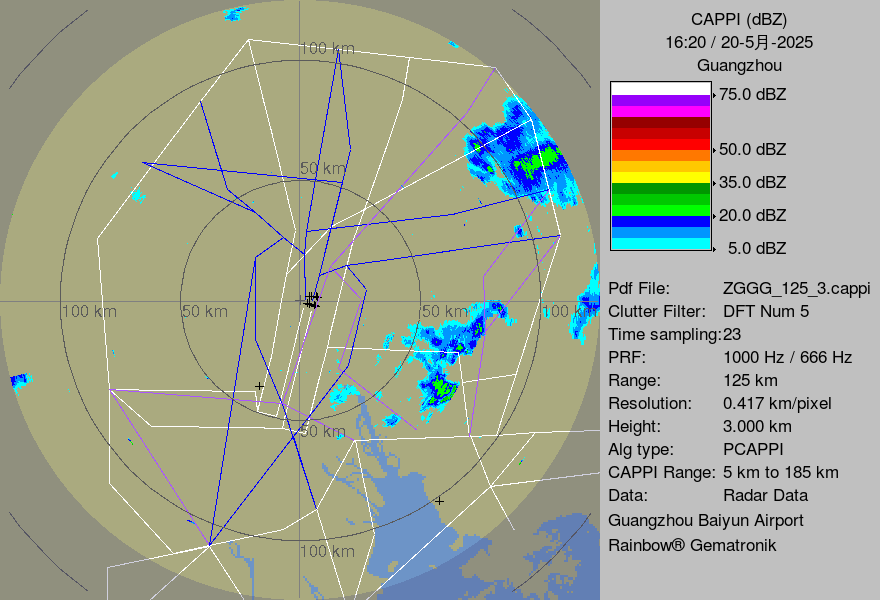 100 km
50 km
100 km
50 km
50 km
100 km
50 km
100 km
CAPPI (dBZ)
16:20 / 20-5月-2025
Guangzhou
75.0 dBZ
50.0 dBZ
35.0 dBZ
20.0 dBZ
5.0 dBZ
Pdf File: ZGGG_125_3.cappi
Clutter Filter: DFT Num 5
Time sampling:23
PRF: 1000 Hz / 666 Hz
Range: 125 km
Resolution: 0.417 km/pixel
Height: 3.000 km
Alg type: PCAPPI
CAPPI Range: 5 km to 185 km
Data: Radar Data
Guangzhou Baiyun Airport
Rainbow® Gematronik